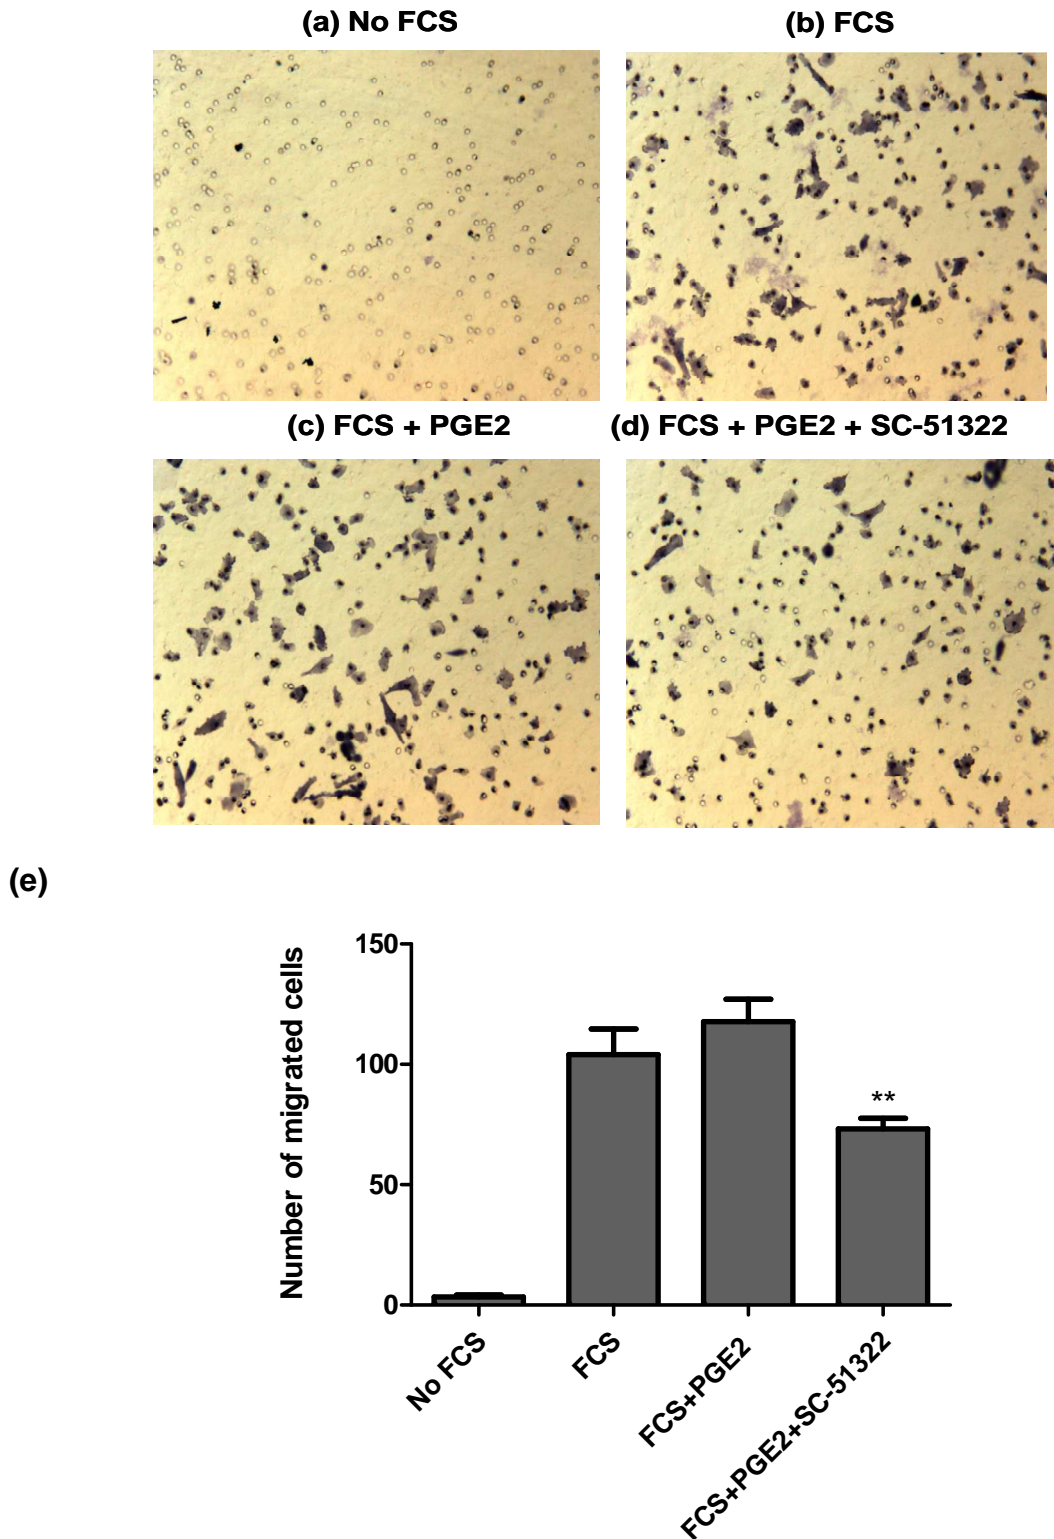 (a) No FCS
(b) FCS
(c) FCS + PGE2
(d) FCS + PGE2 + SC-51322
(e)
Number of migrated cells
150
100
50
0
**
No FCS
FCS
FCS+PGE2
FCS+PGE2+SC-51322